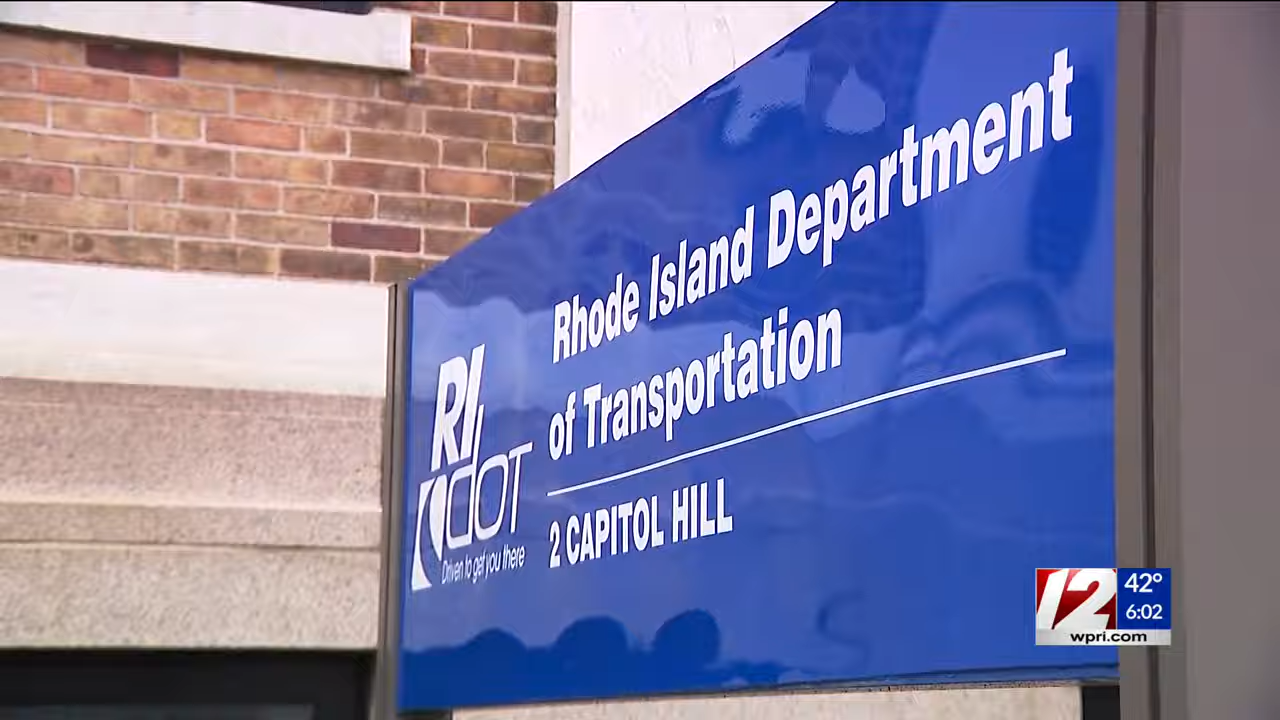 Rhode Island Department
of Transportation
2 CAPITOL HILL
RI
DOT
Driven to get you there
12
42°
6:02
wpri.com